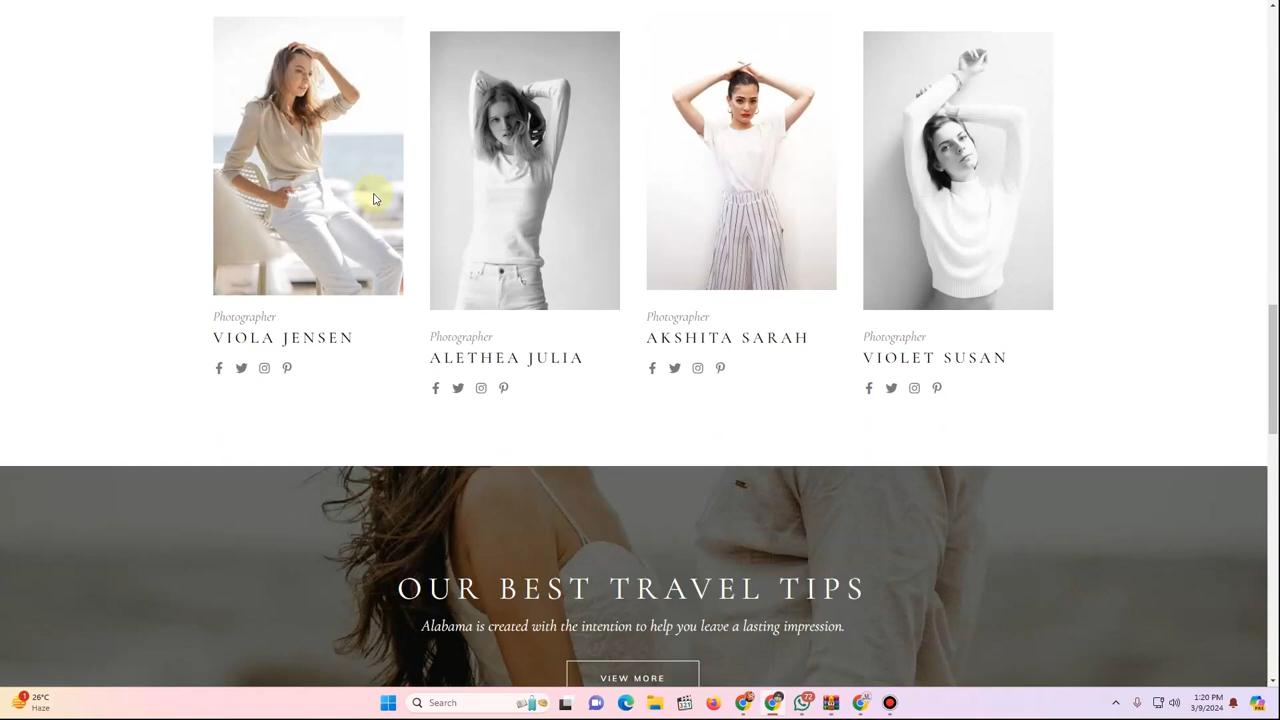 Photographer
VIOLA JENSEN
Photographer
ALETHEA JULIA
Photographer
AKSHITA SARAH
Photographer
VIOLET SUSAN
OUR BEST TRAVEL TIPS
Alabama is created with the intention to help you leave a lasting impression.
VIEW MORE
1
26°C
Haze
Search
72
1:20 PM
3/9/2024